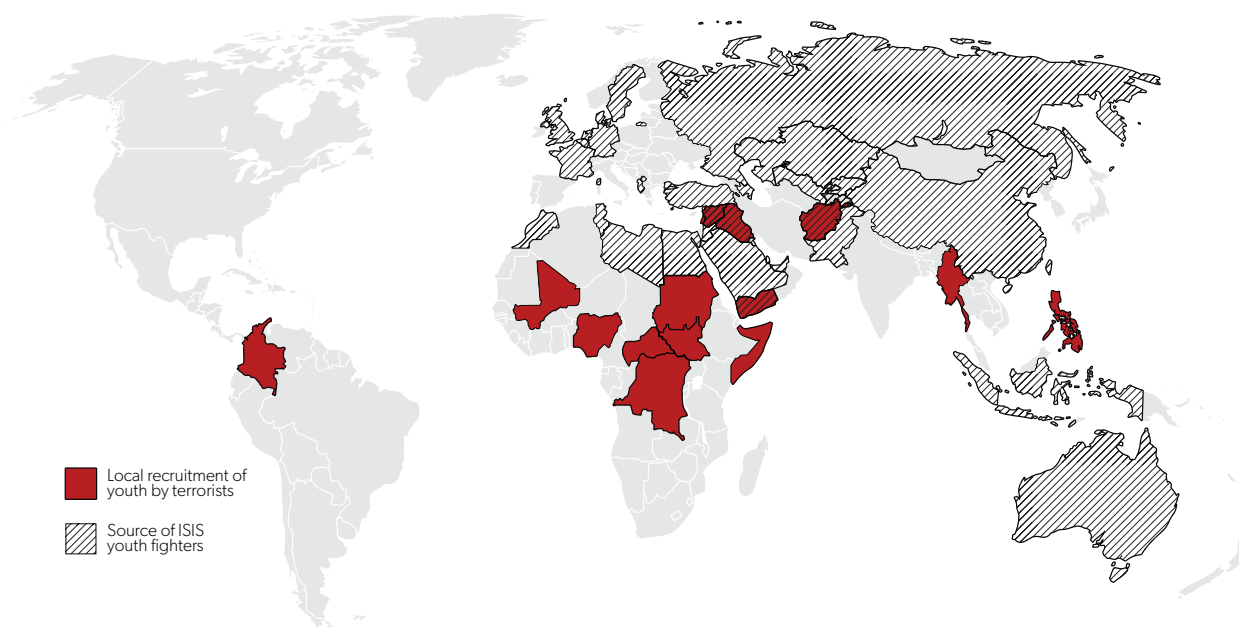 Local recruitment of
youth by terrorists
Source of ISIS
youth fighters